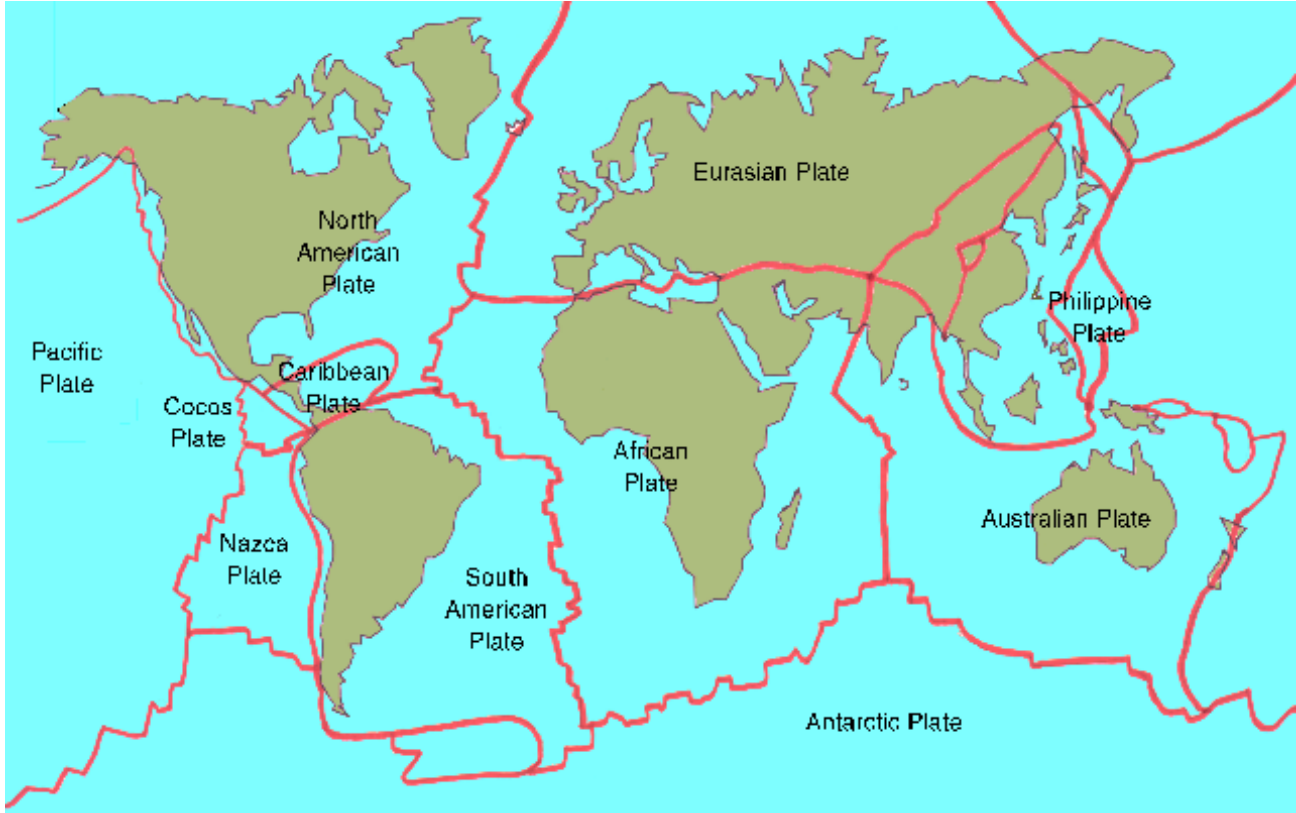 Eurasian Plate
North
American
Plate
Philippine
Plate
Pacific
Plate
Caribbean
Plate
Cocos
Plate
African
Plate
Australian Plate
Nazca
Plate
South
American
Plate
Antarctic Plate